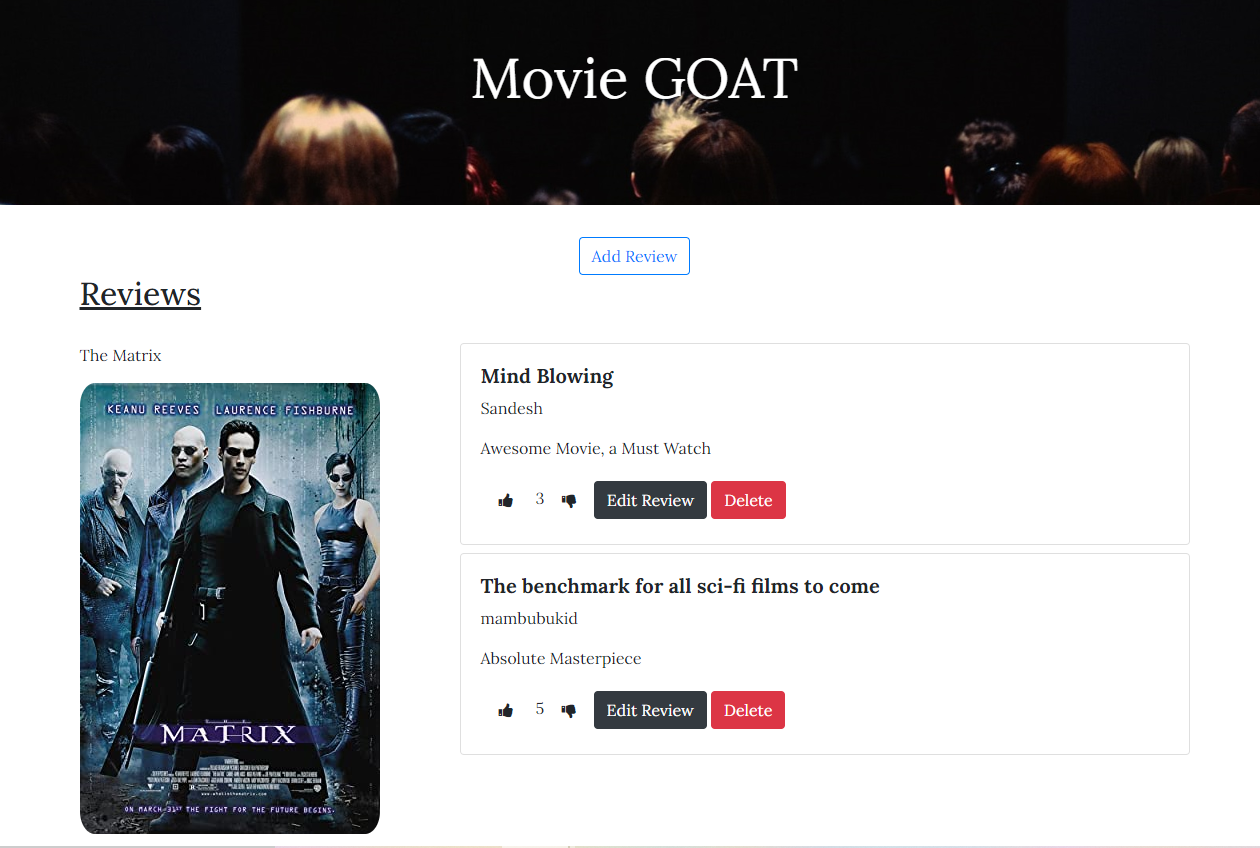 Movie GOAT
Add Review
Reviews
The Matrix
KEANU REEVES LAURENCE FISHBURNE
THE
MATRIX
ON MARCH 31ST THE FIGHT FOR THE FUTURE BEGINS.
Mind Blowing
Sandesh
Awesome Movie, a Must Watch
3 Edit Review Delete
The benchmark for all sci-fi films to come
mambubukid
Absolute Masterpiece
5 Edit Review Delete